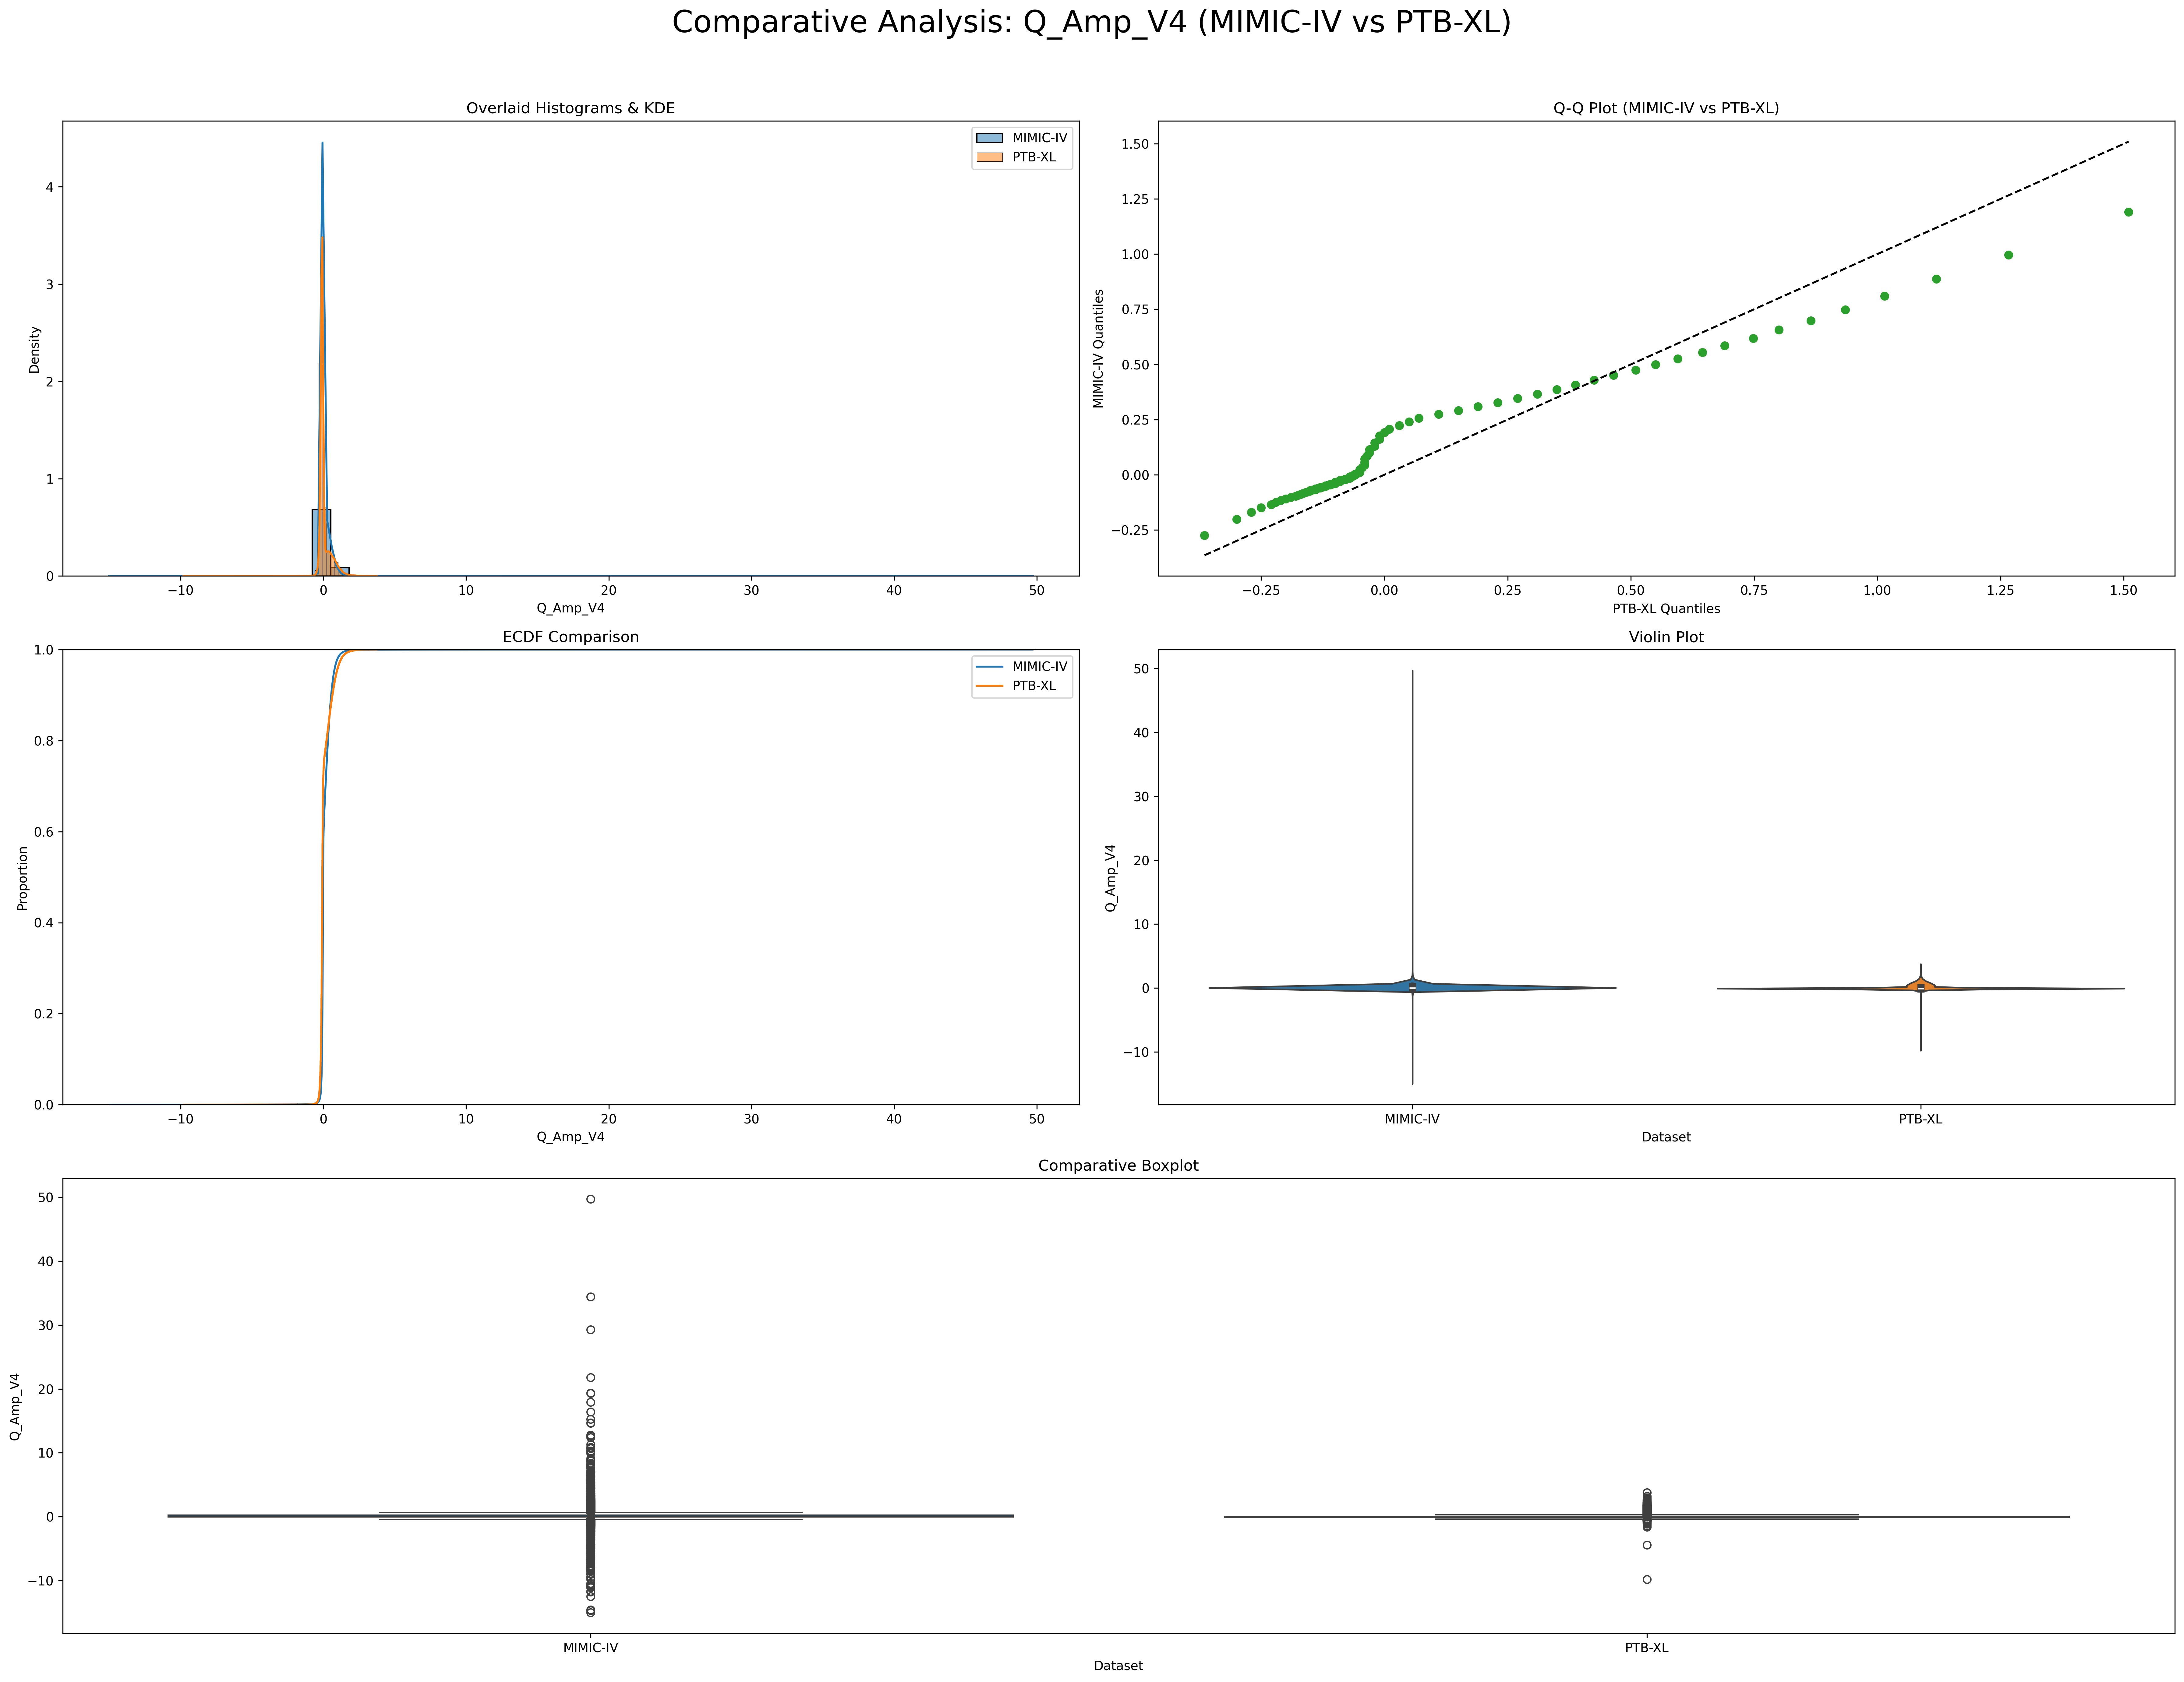 Comparative Analysis: Q_Amp_V4 (MIMIC-IV vs PTB-XL)
Overlaid Histograms & KDE
MIMIC-IV
PTB-XL
Density
4
3
2
1
0
−10
0
10
20
30
40
50
Q_Amp_V4
Q-Q Plot (MIMIC-IV vs PTB-XL)
MIMIC-IV Quantiles
1.50
1.25
1.00
0.75
0.50
0.25
0.00
−0.25
−0.25
0.00
0.25
0.50
0.75
1.00
1.25
1.50
PTB-XL Quantiles
ECDF Comparison
MIMIC-IV
PTB-XL
Proportion
1.0
0.8
0.6
0.4
0.2
0.0
−10
0
10
20
30
40
50
Q_Amp_V4
Violin Plot
Q_Amp_V4
50
40
30
20
10
0
−10
MIMIC-IV
PTB-XL
Dataset
Comparative Boxplot
Q_Amp_V4
50
40
30
20
10
0
−10
MIMIC-IV
PTB-XL
Dataset